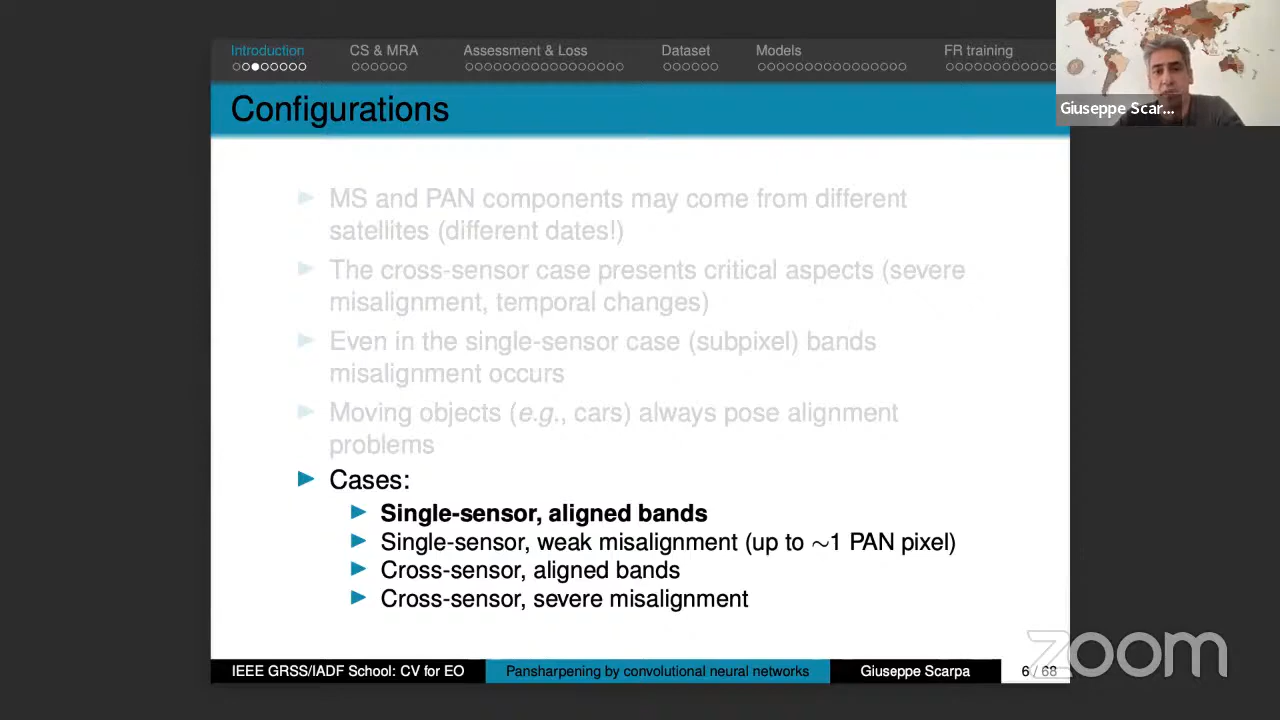 Introduction CS & MRA Assessment & Loss Dataset Models FR training
Giuseppe Scar...
Configurations
MS and PAN components may come from different
satellites (different dates!)
The cross-sensor case presents critical aspects (severe
misalignment, temporal changes)
Even in the single-sensor case (subpixel) bands
misalignment occurs
Moving objects (e.g., cars) always pose alignment
problems
Cases:
Single-sensor, aligned bands
Single-sensor, weak misalignment (up to ∼1 PAN pixel)
Cross-sensor, aligned bands
Cross-sensor, severe misalignment
zoom
IEEE GRSS/IADF School: CV for EO Pansharpening by convolutional neural networks Giuseppe Scarpa 6 / 68